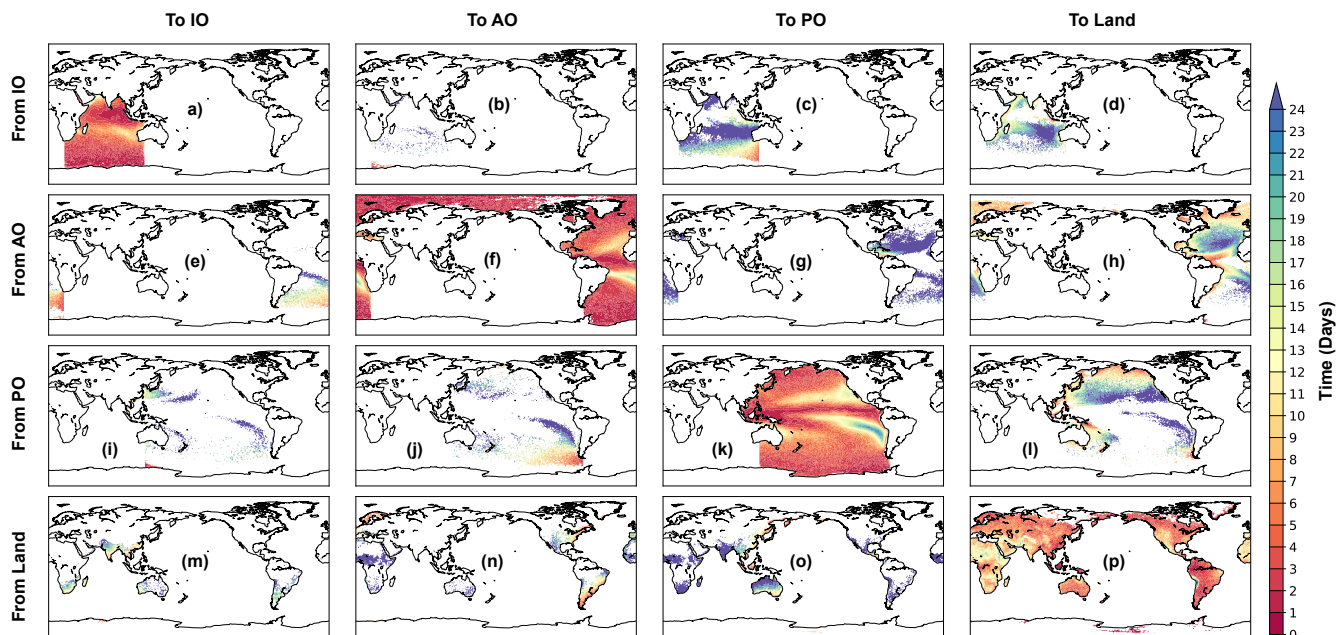 To IO To AO To PO To Land
From IO
a) (b) (c) (d)
From AO
(e) (f) (g) (h)
From PO
(i) (j) (k) (l)
From Land
(m) (n) (o) (p)
24
23
22
21
20
19
18
17
16
15
14
13
12
11
10
9
8
7
6
5
4
3
2
1
0
Time (Days)